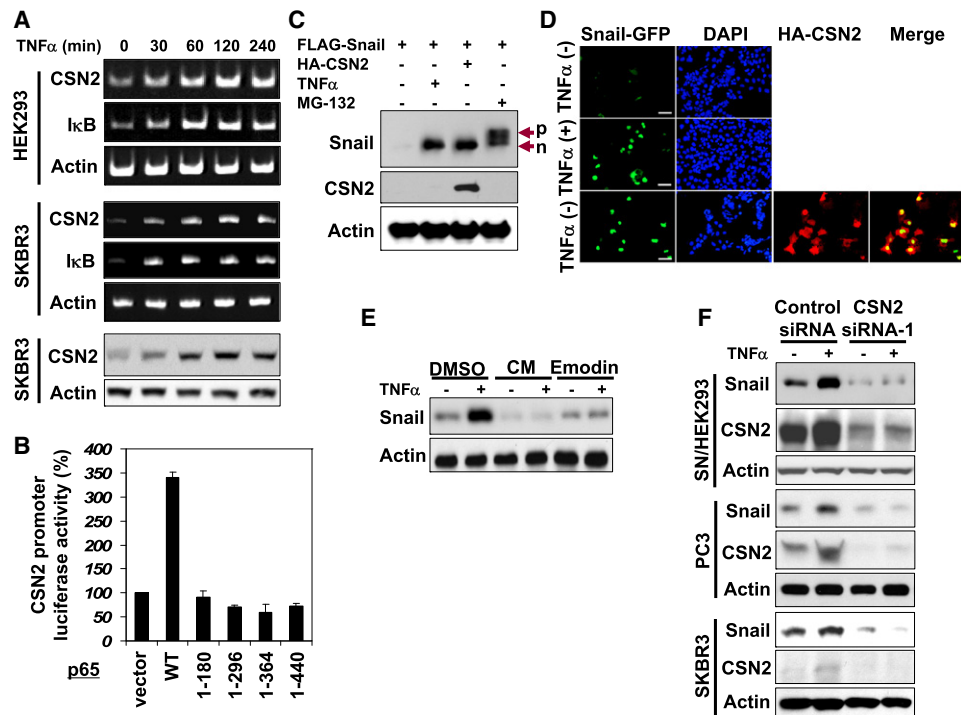 A
TNFα (min) 0 30 60 120 240
HEK293
CSN2
IκB
Actin
SKBR3
CSN2
IκB
Actin
SKBR3
CSN2
Actin
B
CSN2 promoter
luciferase activity (%)
400
350
300
250
200
150
100
50
0
p65
vector
WT
1-180
1-296
1-364
1-440
C
FLAG-Snail + + + +
HA-CSN2 - - + -
TNFα - + - -
MG-132 - - - +
Snail
p
n
CSN2
Actin
D
Snail-GFP DAPI HA-CSN2 Merge
TNFα (-)
TNFα (+)
TNFα (-)
E
DMSO CM Emodin
TNFα - + - + - +
Snail
Actin
F
Control CSN2
siRNA siRNA-1
TNFα - + - +
SN/HEK293
Snail
CSN2
Actin
PC3
Snail
CSN2
Actin
SKBR3
Snail
CSN2
Actin